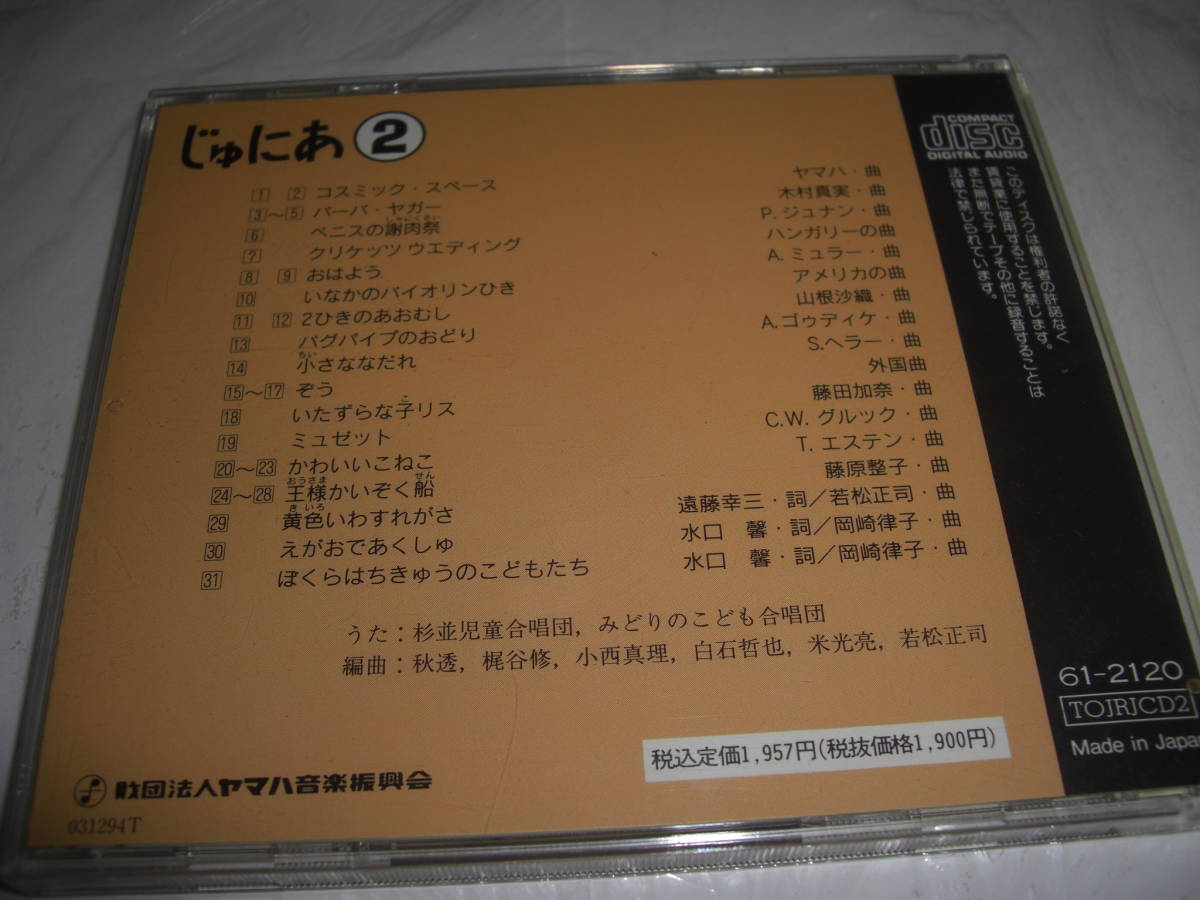 じゅにあ ②
1 2 コスミック・スペース ヤマハ・曲
3～5 バーバ・ヤガー 木村真実・曲
しゃにくさい
6 ベニスの謝肉祭 P. ジュナン・曲
7 クリケッツ ウエディング ハンガリーの曲
8 9 おはよう A. ミュラー・曲
10 いなかのバイオリンひき アメリカの曲
11 12 2ひきのあおむし 山根沙織・曲
13 バグパイプのおどり A.ゴゥディケ・曲
ちい
14 小さななだれ S.ヘラー・曲
15～17 ぞう 外国曲
こ
18 いたずらな子リス 藤田加奈・曲
19 ミュゼット C.W. グルック・曲
20～23 かわいいこねこ T. エステン・曲
おうさま せん
24～28 王様かいぞく船 藤原整子・曲
きいろ
29 黄色いわすれがさ 遠藤幸三・詞／若松正司・曲
30 えがおであくしゅ 水口 馨・詞／岡崎律子・曲
31 ぼくらはちきゅうのこどもたち 水口 馨・詞／岡崎律子・曲
うた：杉並児童合唱団，みどりのこども合唱団
編曲：秋透，梶谷修，小西真理，白石哲也，米光亮，若松正司
税込定価1,957円(税抜価格1,900円)
財団法人ヤマハ音楽振興会
031294T
COMPACT
disc
DIGITAL AUDIO
このディスクは権利者の許諾なく
賃貸業に使用することを禁じます。
また無断でテープその他に録音することは
法律で禁じられています。
61-2120
TOJRJCD2
Made in Japan